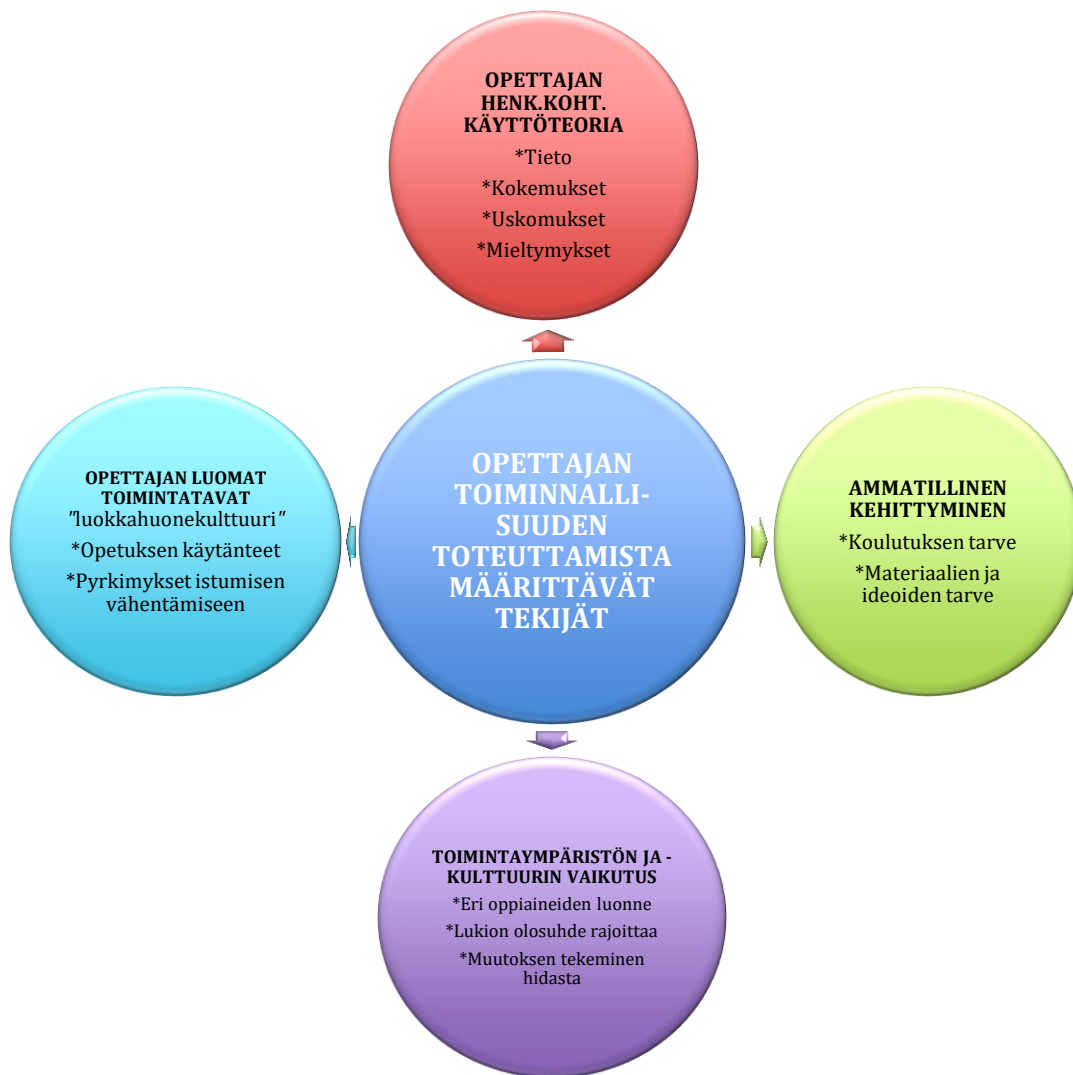 OPETTAJAN
HENK.KOHT.
KÄYTTÖTEORIA
*Tieto
*Kokemukset
*Uskomukset
*Mieltymykset
OPETTAJAN LUOMAT
TOIMINTATAVAT
"luokkahuonekulttuuri"
*Opetuksen käytänteet
*Pyrkimykset istumisen
vähentämiseen
OPETTAJAN
TOIMINNALLI-
SUUDEN
TOTEUTTAMISTA
MÄÄRITTÄVÄT
TEKIJÄT
AMMATILLINEN
KEHITTYMINEN
*Koulutuksen tarve
*Materiaalien ja
ideoiden tarve
TOIMINTAYMPÄRISTÖN JA -
KULTTUURIN VAIKUTUS
*Eri oppiaineiden luonne
*Lukion olosuhde rajoittaa
*Muutoksen tekeminen
hidasta